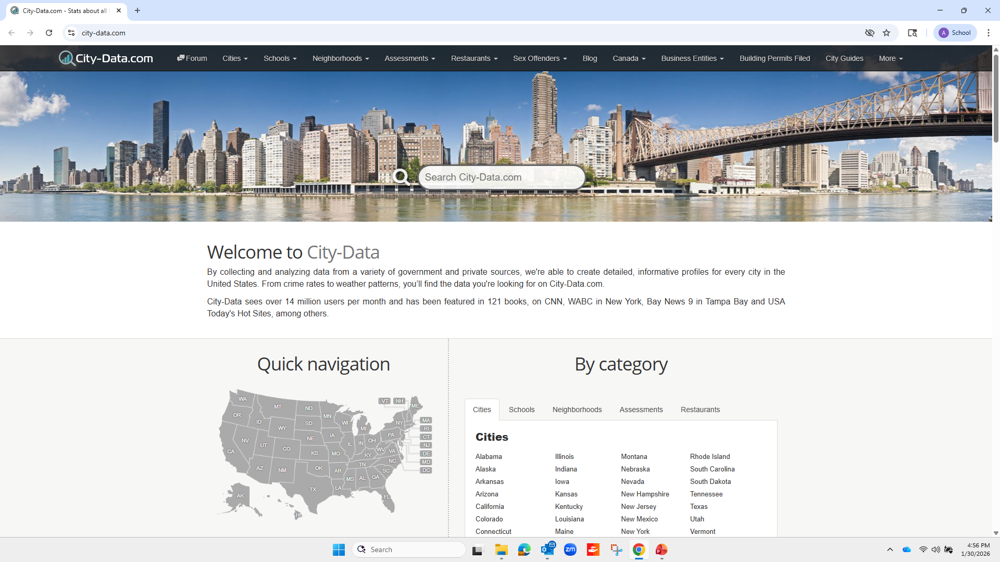 City-Data.com - Stats about all
city-data.com
A School
City-Data.com Forum Cities Schools Neighborhoods Assessments Restaurants Sex Offenders Blog Canada Business Entities Building Permits Filed City Guides More
Search City-Data.com
Welcome to City-Data
By collecting and analyzing data from a variety of government and private sources, we're able to create detailed, informative profiles for every city in the
United States. From crime rates to weather patterns, you’ll find the data you're looking for on City-Data.com.
City-Data sees over 14 million users per month and has been featured in 121 books, on CNN, WABC in New York, Bay News 9 in Tampa Bay and USA
Today's Hot Sites, among others.
Quick navigation
WA
MT
ND
MN
VT
NH
ME
OR
ID
WY
SD
WI
MI
NY
MA
RI
CT
NJ
DE
MD
DC
NV
UT
CO
NE
IA
IL
IN
OH
PA
CA
KS
MO
KY
WV
VA
AZ
NM
OK
AR
TN
NC
SC
TX
LA
MS
AL
GA
FL
AK
HI
By category
Cities Schools Neighborhoods Assessments Restaurants
Cities
Alabama
Alaska
Arkansas
Arizona
California
Colorado
Connecticut
Illinois
Indiana
Iowa
Kansas
Kentucky
Louisiana
Maine
Montana
Nebraska
Nevada
New Hampshire
New Jersey
New Mexico
New York
Rhode Island
South Carolina
South Dakota
Tennessee
Texas
Utah
Vermont
Search
zm
P
4:56 PM
1/30/2026